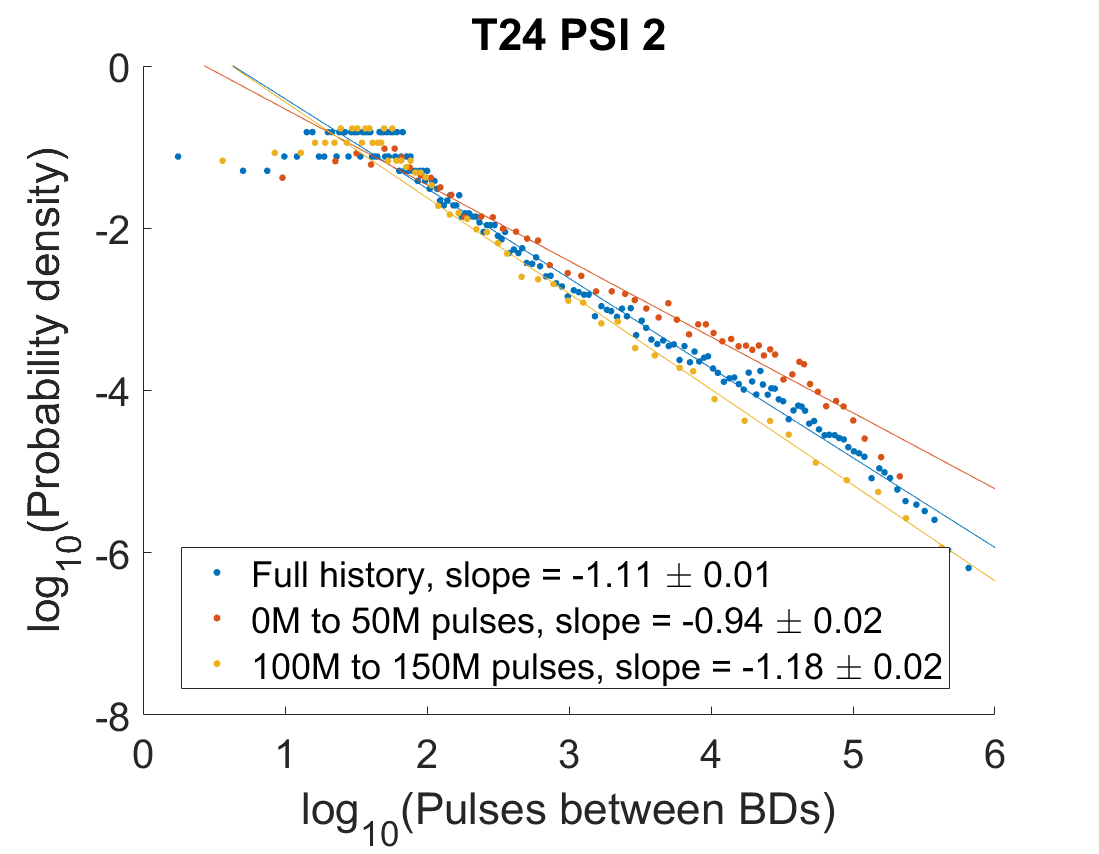 T24 PSI 2
log10(Probability density)
0
-2
-4
-6
-8
Full history, slope = -1.11 ± 0.01
0M to 50M pulses, slope = -0.94 ± 0.02
100M to 150M pulses, slope = -1.18 ± 0.02
0 1 2 3 4 5 6
log10(Pulses between BDs)